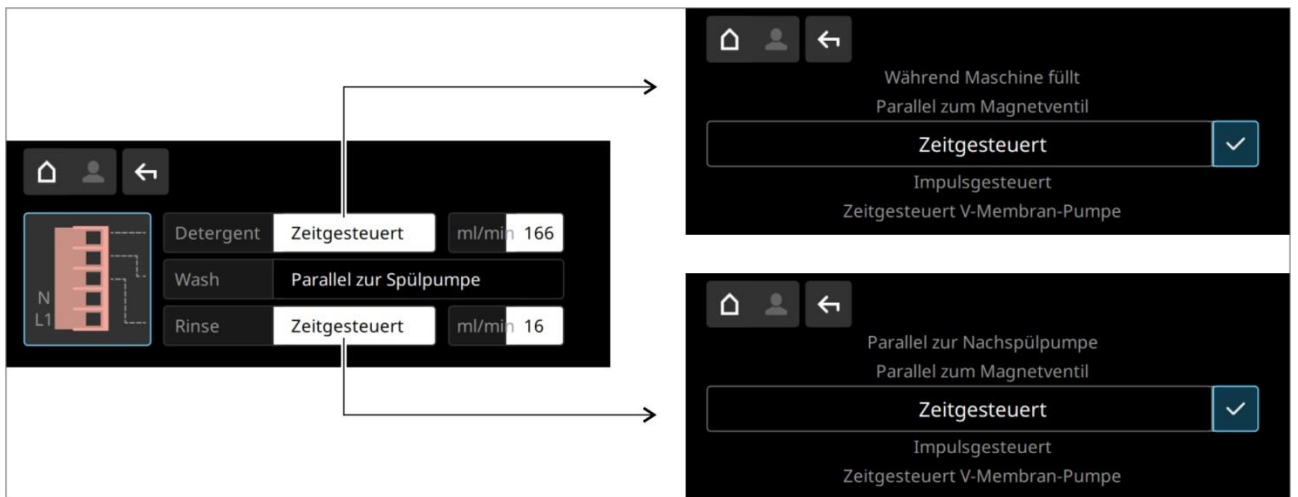 Detergent Zeitgesteuert ml/min 166
Wash Parallel zur Spülpumpe
N
L1
Rinse Zeitgesteuert ml/min 16
Während Maschine füllt
Parallel zum Magnetventil
Zeitgesteuert
Impulsgesteuert
Zeitgesteuert V-Membran-Pumpe
Parallel zur Nachspülpumpe
Parallel zum Magnetventil
Zeitgesteuert
Impulsgesteuert
Zeitgesteuert V-Membran-Pumpe